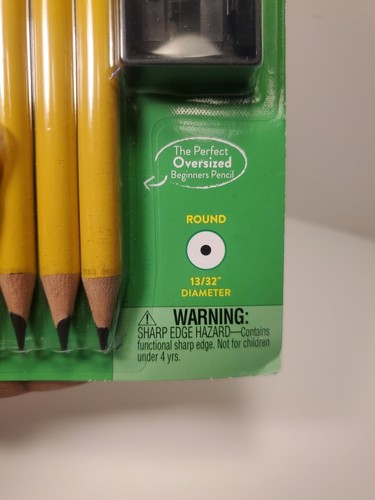 The Perfect
Oversized
Beginners Pencil
ROUND
13/32"
DIAMETER
WARNING:
SHARP EDGE HAZARD—Contains
functional sharp edge. Not for children
under 4 yrs.